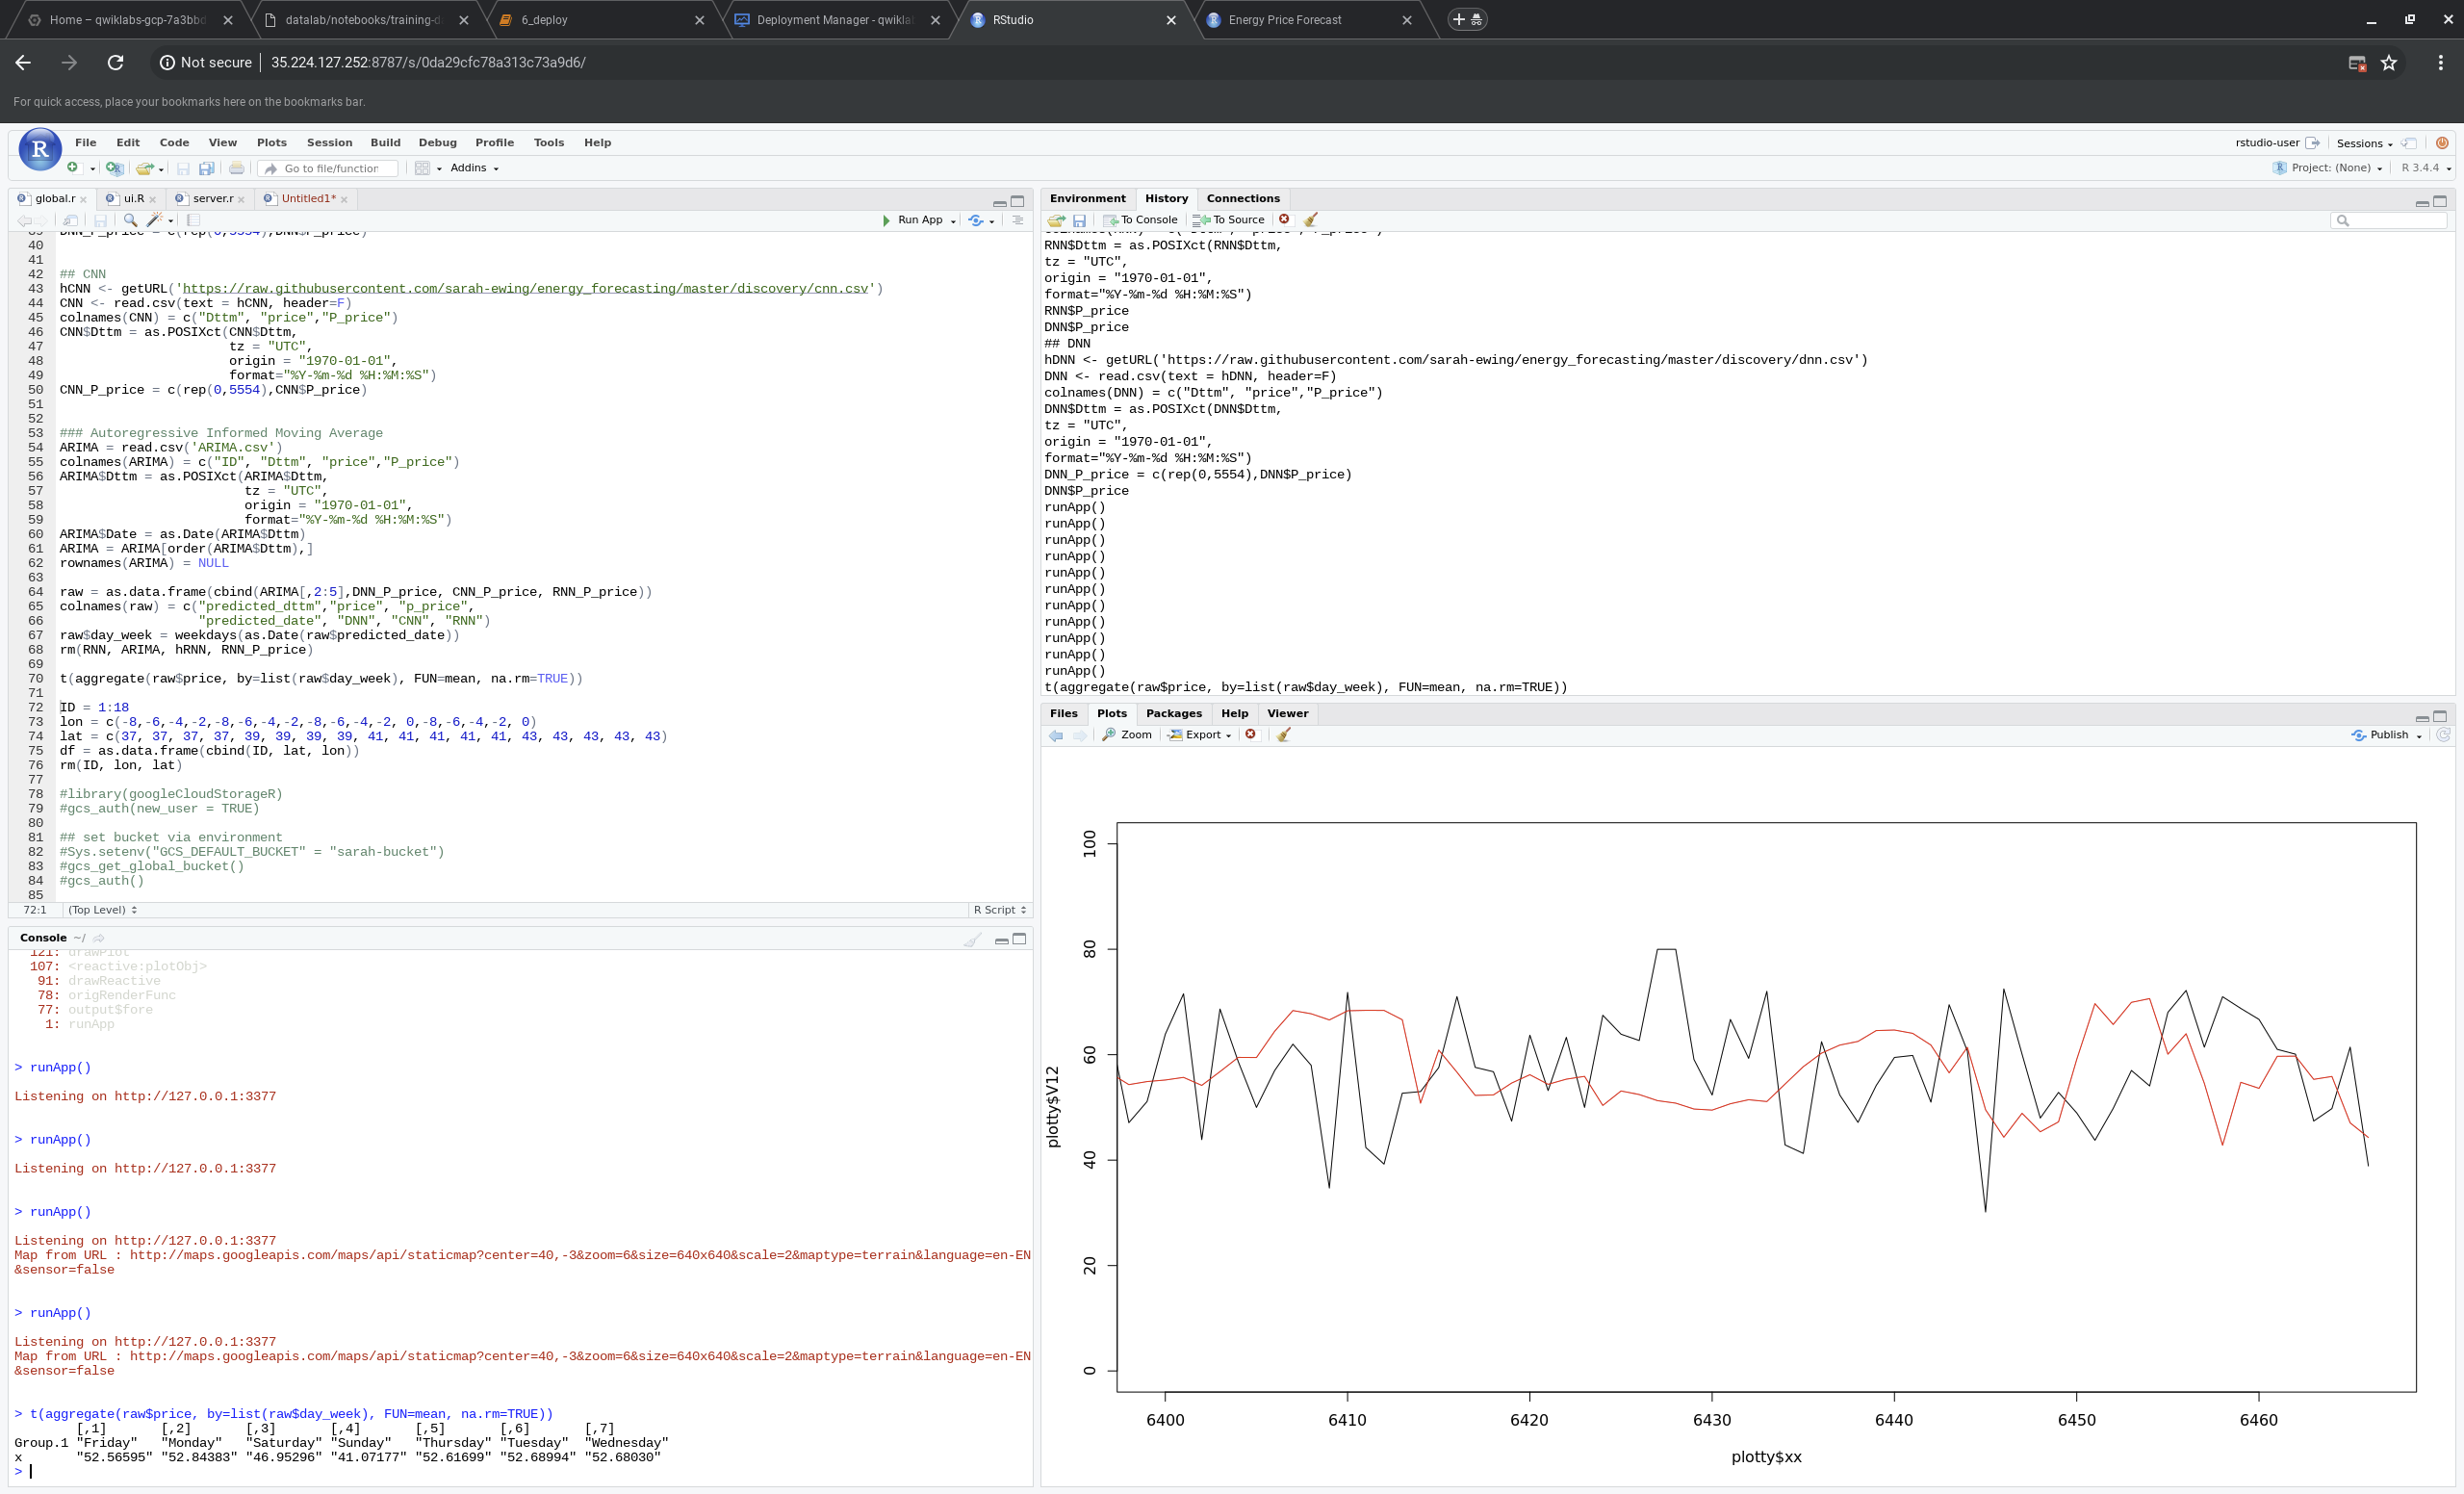 Home – qwiklabs-gcp-7a3bbd
datalab/notebooks/training-d
6_deploy
Deployment Manager - qwikla
RStudio
Energy Price Forecast
Not secure 35.224.127.252:8787/s/0da29cfc78a313c73a9d6/
For quick access, place your bookmarks here on the bookmarks bar.
R
File Edit Code View Plots Session Build Debug Profile Tools Help
rstudio-user Sessions
Go to file/function Addins
Project: (None) R 3.4.4
global.r ui.R server.r Untitled1*
Run App
39 DNN_P_price = c(rep(0,5554),DNN$P_price)
40
41
42 ## CNN
43 hCNN <- getURL('https://raw.githubusercontent.com/sarah-ewing/energy_forecasting/master/discovery/cnn.csv')
44 CNN <- read.csv(text = hCNN, header=F)
45 colnames(CNN) = c("Dttm", "price","P_price")
46 CNN$Dttm = as.POSIXct(CNN$Dttm,
47 tz = "UTC",
48 origin = "1970-01-01",
49 format="%Y-%m-%d %H:%M:%S")
50 CNN_P_price = c(rep(0,5554),CNN$P_price)
51
52
53 ### Autoregressive Informed Moving Average
54 ARIMA = read.csv('ARIMA.csv')
55 colnames(ARIMA) = c("ID", "Dttm", "price","P_price")
56 ARIMA$Dttm = as.POSIXct(ARIMA$Dttm,
57 tz = "UTC",
58 origin = "1970-01-01",
59 format="%Y-%m-%d %H:%M:%S")
60 ARIMA$Date = as.Date(ARIMA$Dttm)
61 ARIMA = ARIMA[order(ARIMA$Dttm),]
62 rownames(ARIMA) = NULL
63
64 raw = as.data.frame(cbind(ARIMA[,2:5],DNN_P_price, CNN_P_price, RNN_P_price))
65 colnames(raw) = c("predicted_dttm","price", "p_price",
66 "predicted_date", "DNN", "CNN", "RNN")
67 raw$day_week = weekdays(as.Date(raw$predicted_date))
68 rm(RNN, ARIMA, hRNN, RNN_P_price)
69
70 t(aggregate(raw$price, by=list(raw$day_week), FUN=mean, na.rm=TRUE))
71
72 ID = 1:18
73 lon = c(-8,-6,-4,-2,-8,-6,-4,-2,-8,-6,-4,-2, 0,-8,-6,-4,-2, 0)
74 lat = c(37, 37, 37, 37, 39, 39, 39, 39, 41, 41, 41, 41, 41, 43, 43, 43, 43, 43)
75 df = as.data.frame(cbind(ID, lat, lon))
76 rm(ID, lon, lat)
77
78 #library(googleCloudStorageR)
79 #gcs_auth(new_user = TRUE)
80
81 ## set bucket via environment
82 #Sys.setenv("GCS_DEFAULT_BUCKET" = "sarah-bucket")
83 #gcs_get_global_bucket()
84 #gcs_auth()
85
72:1 (Top Level) R Script
Console ~/
121: drawPlot
107: <reactive:plotObj>
91: drawReactive
78: origRenderFunc
77: output$fore
1: runApp
> runApp()
Listening on http://127.0.0.1:3377
> runApp()
Listening on http://127.0.0.1:3377
> runApp()
Listening on http://127.0.0.1:3377
Map from URL : http://maps.googleapis.com/maps/api/staticmap?center=40,-3&zoom=6&size=640x640&scale=2&maptype=terrain&language=en-EN
&sensor=false
> runApp()
Listening on http://127.0.0.1:3377
Map from URL : http://maps.googleapis.com/maps/api/staticmap?center=40,-3&zoom=6&size=640x640&scale=2&maptype=terrain&language=en-EN
&sensor=false
> t(aggregate(raw$price, by=list(raw$day_week), FUN=mean, na.rm=TRUE))
[,1] [,2] [,3] [,4] [,5] [,6] [,7]
Group.1 "Friday" "Monday" "Saturday" "Sunday" "Thursday" "Tuesday" "Wednesday"
x "52.56595" "52.84383" "46.95296" "41.07177" "52.61699" "52.68994" "52.68030"
>
Environment History Connections
To Console To Source
colnames(RNN) = c("Dttm", "price","P_price")
RNN$Dttm = as.POSIXct(RNN$Dttm,
tz = "UTC",
origin = "1970-01-01",
format="%Y-%m-%d %H:%M:%S")
RNN$P_price
DNN$P_price
## DNN
hDNN <- getURL('https://raw.githubusercontent.com/sarah-ewing/energy_forecasting/master/discovery/dnn.csv')
DNN <- read.csv(text = hDNN, header=F)
colnames(DNN) = c("Dttm", "price","P_price")
DNN$Dttm = as.POSIXct(DNN$Dttm,
tz = "UTC",
origin = "1970-01-01",
format="%Y-%m-%d %H:%M:%S")
DNN_P_price = c(rep(0,5554),DNN$P_price)
DNN$P_price
runApp()
runApp()
runApp()
runApp()
runApp()
runApp()
runApp()
runApp()
runApp()
runApp()
runApp()
t(aggregate(raw$price, by=list(raw$day_week), FUN=mean, na.rm=TRUE))
Files Plots Packages Help Viewer
Zoom Export Publish
100
80
60
40
20
0
plotty$V12
6400 6410 6420 6430 6440 6450 6460
plotty$xx